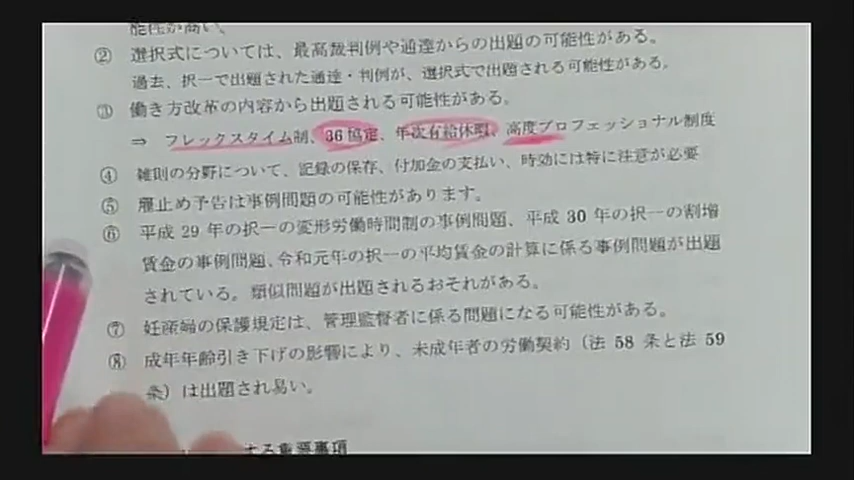 能性が高い。
② 選択式については、最高裁判例や通達からの出題の可能性がある。
過去、択一で出題された通達・判例が、選択式で出題される可能性がある。
③ 働き方改革の内容から出題される可能性がある。
⇒ フレックスタイム制、36協定、年次有給休暇、高度プロフェッショナル制度
④ 雑則の分野について、記録の保存、付加金の支払い、時効には特に注意が必要
⑤ 雇止め予告は事例問題の可能性があります。
⑥ 平成 29 年の択一の変形労働時間制の事例問題、平成 30 年の択一の割増
賃金の事例問題、令和元年の択一の平均賃金の計算に係る事例問題が出題
されている。類似問題が出題されるおそれがある。
⑦ 妊産婦の保護規定は、管理監督者に係る問題になる可能性がある。
⑧ 成年年齢引き下げの影響により、未成年者の労働契約（法 58 条と法 59
条）は出題され易い。
する重要事項